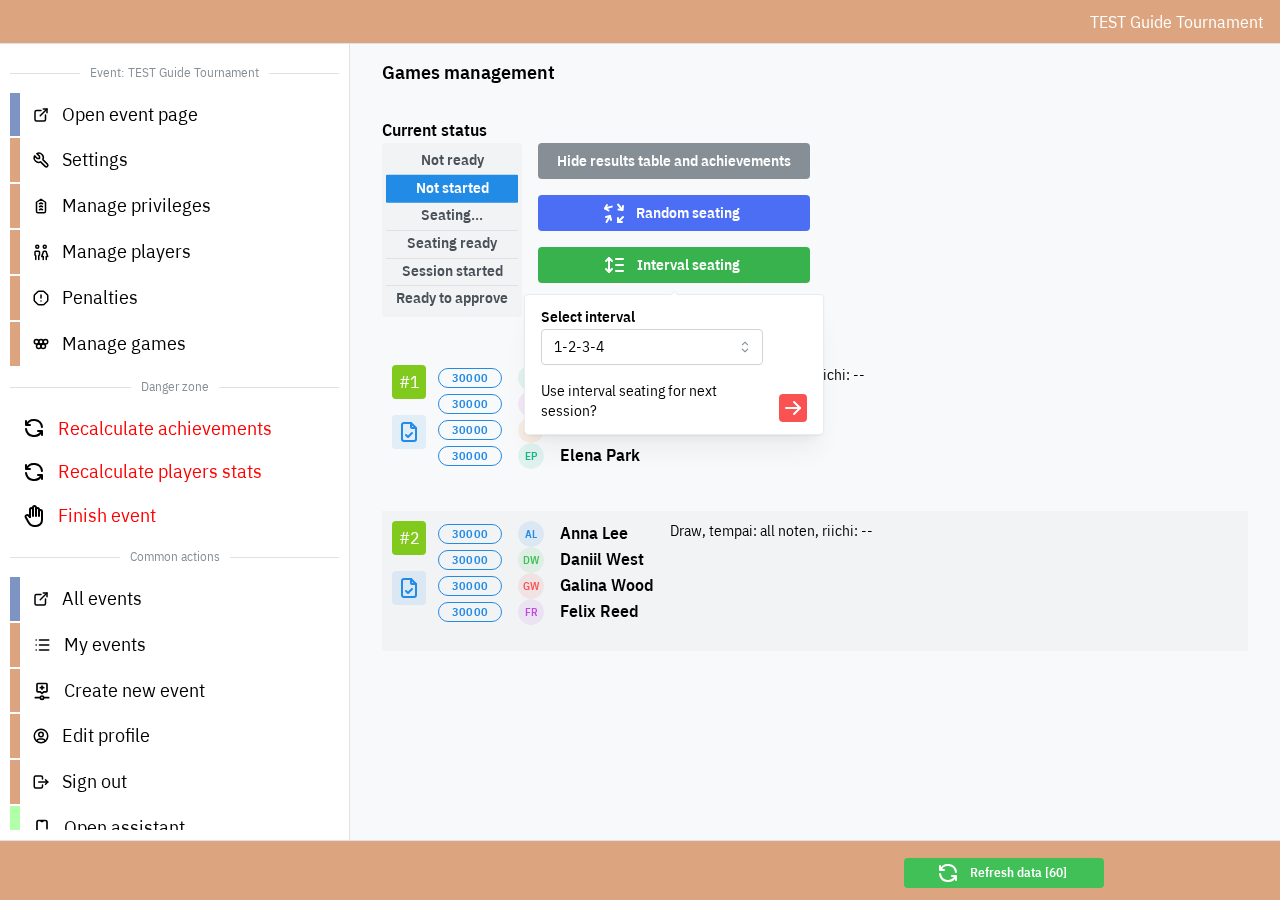 TEST Guide Tournament
Event: TEST Guide Tournament
Open event page
Settings
Manage privileges
Manage players
Penalties
Manage games
Danger zone
Recalculate achievements
Recalculate players stats
Finish event
Common actions
All events
My events
Create new event
Edit profile
Sign out
Open assistant
Games management
Current status
Not ready
Not started
Seating...
Seating ready
Session started
Ready to approve
Hide results table and achievements
Random seating
Interval seating
Select interval
1-2-3-4
Use interval seating for next
session?
#1
30000
30000
30000
30000
EP
Elena Park
iichi: --
#2
30000
AL
Anna Lee
30000
DW
Daniil West
30000
GW
Galina Wood
30000
FR
Felix Reed
Draw, tempai: all noten, riichi: --
Refresh data [60]